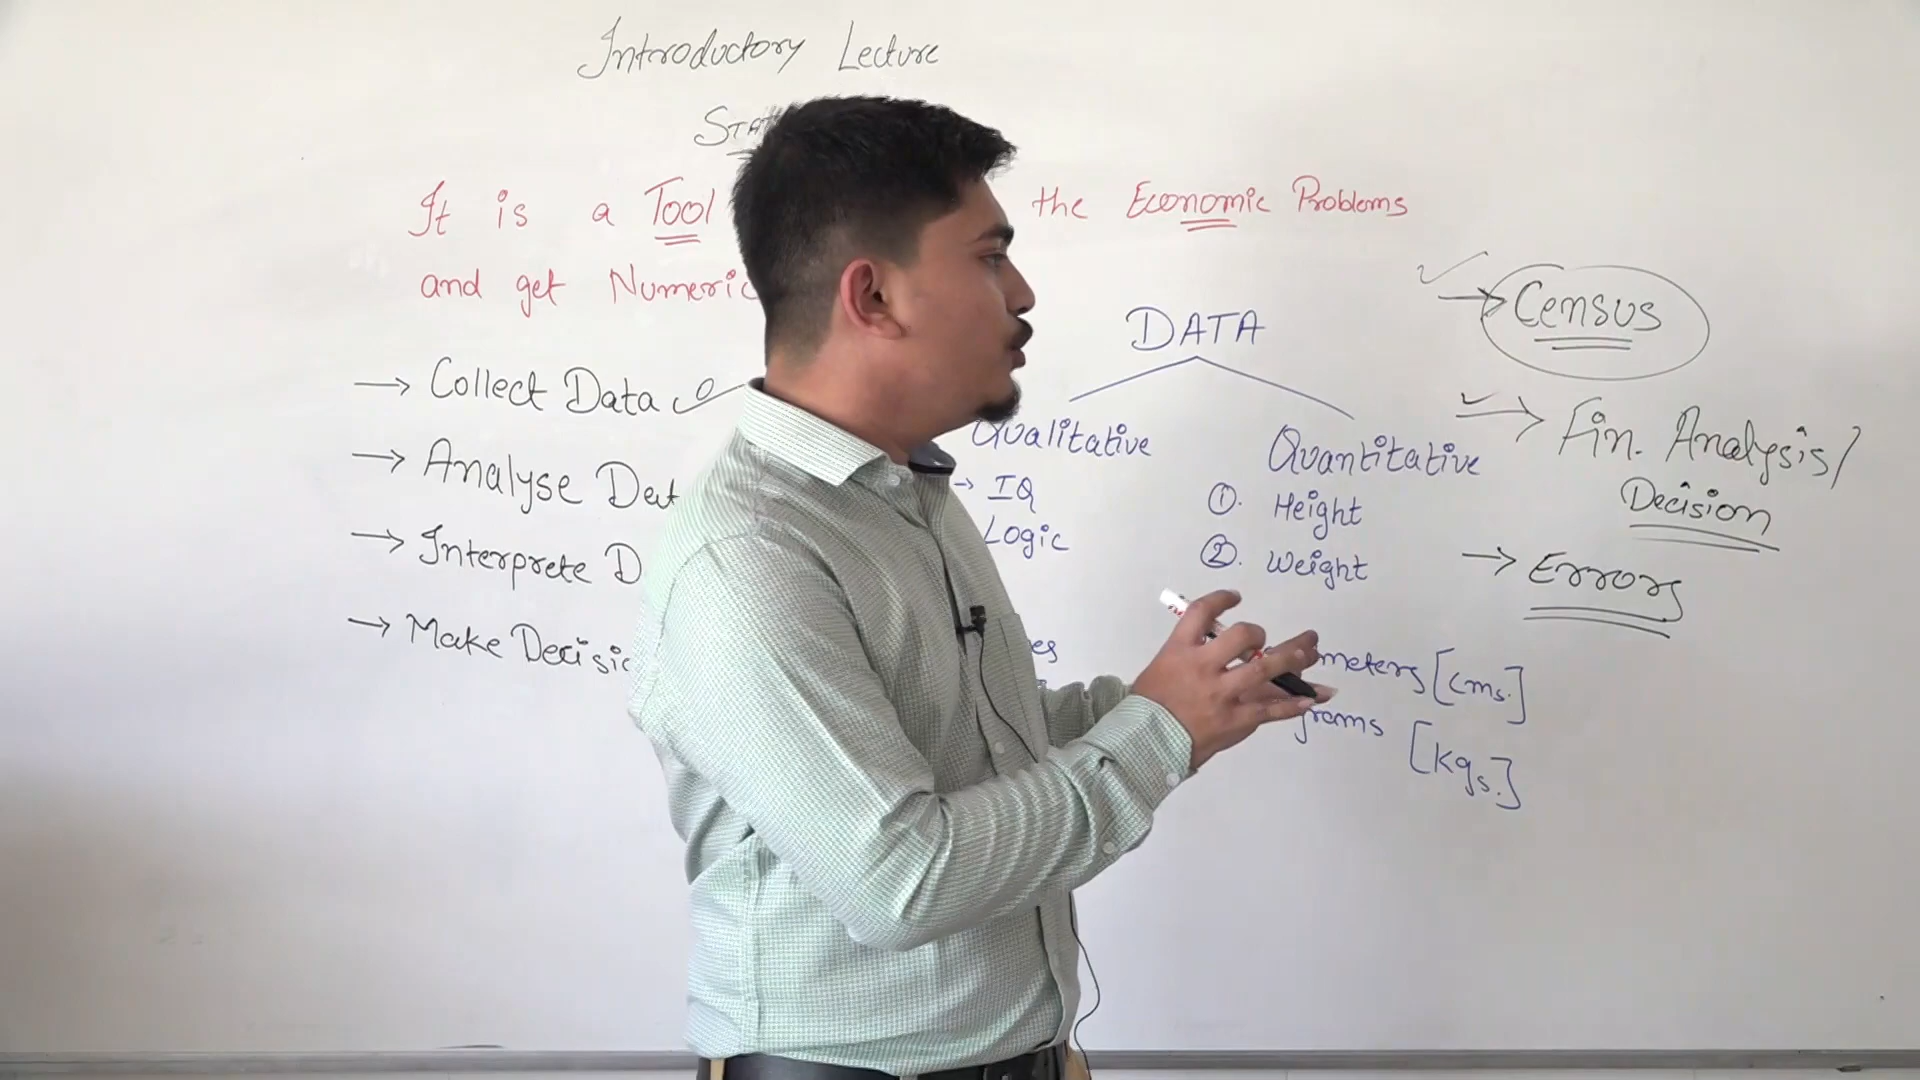 Introductory Lecture
It is a Tool the Economic Problems
and get Numeric
→ Collect Data ✓
→ Analyse Dat
→ Interprete D
→ Make Decisio
DATA
Qualitative
→ IQ
Logic
Quantitative
①. Height
②. Weight
meters [cms.]
grams [kgs.]
✓ → Census
✓ → Fin. Analysis/
Decision
→ Errors